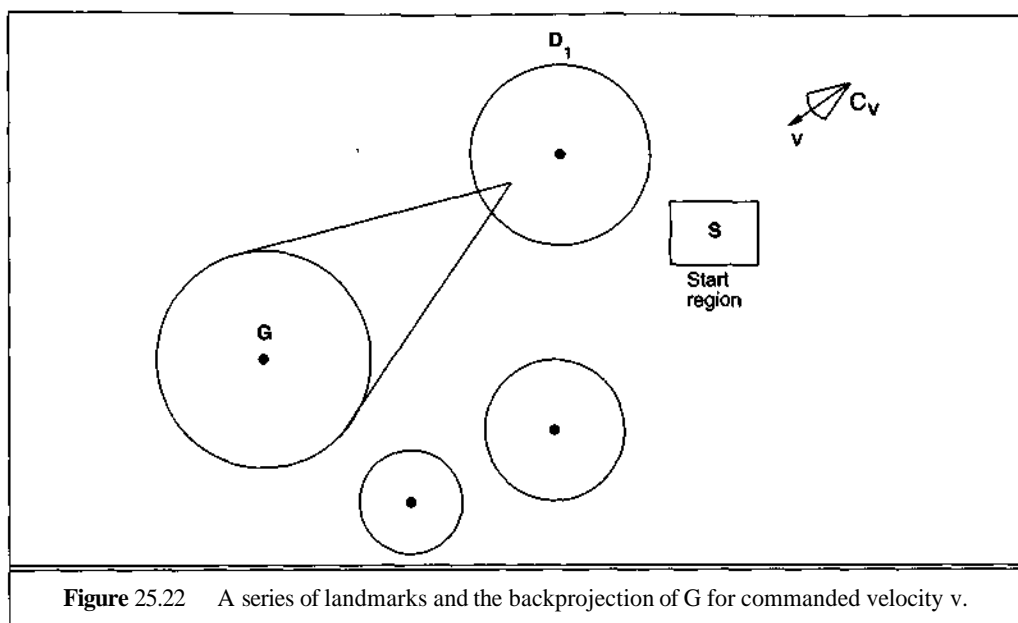 D1
CV
v
S
Start
region
G
Figure 25.22 A series of landmarks and the backprojection of G for commanded velocity v.